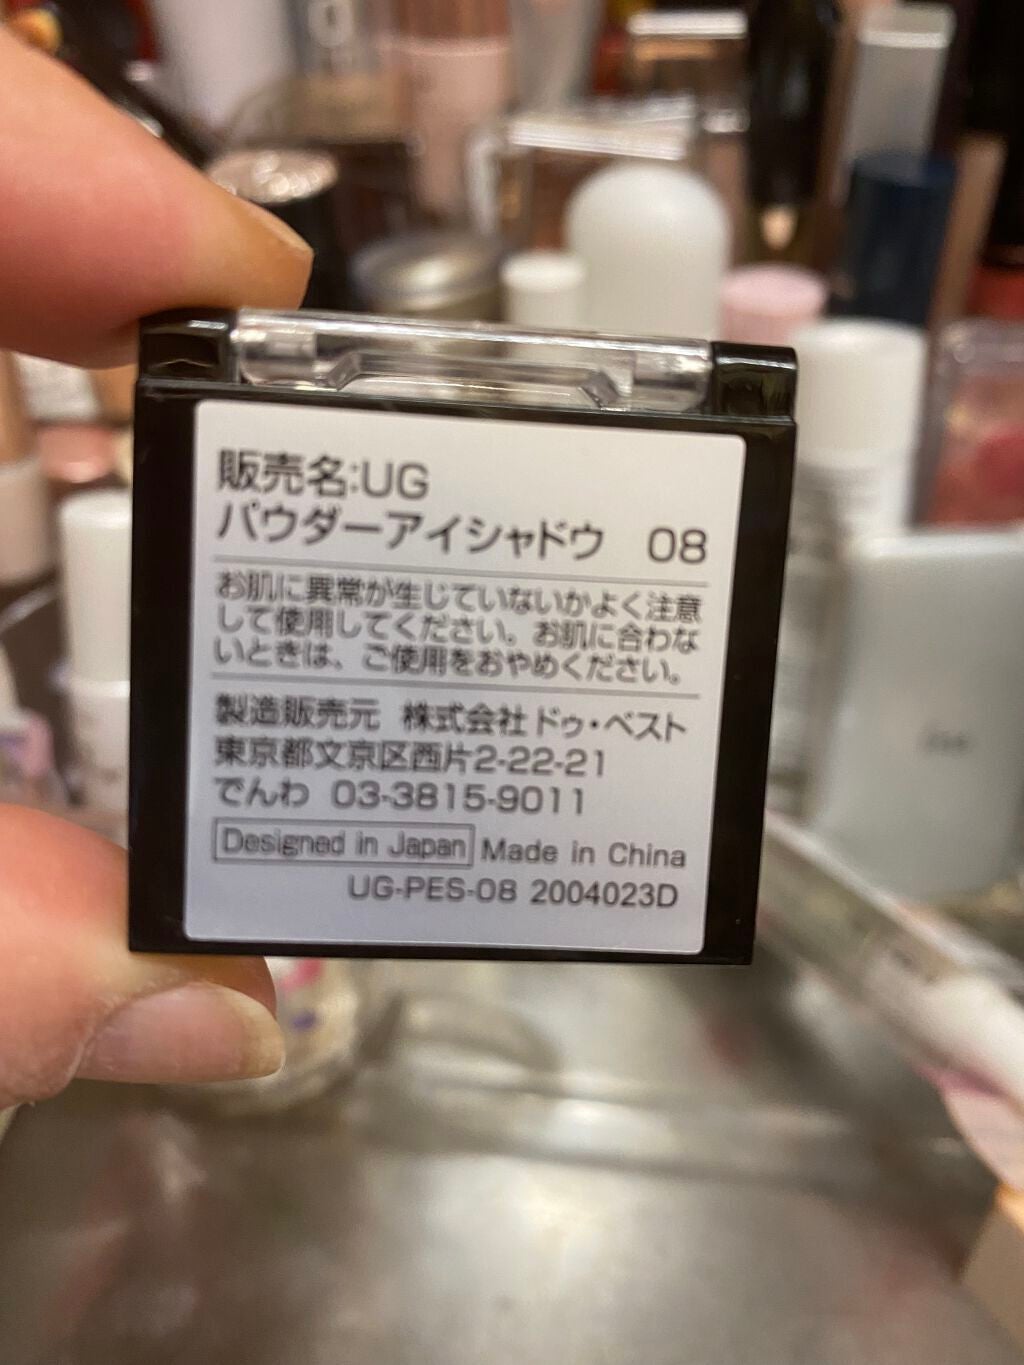 販売名:UG
パウダーアイシャドウ 08
お肌に異常が生じていないかよく注意
して使用してください。お肌に合わな
いときは、ご使用をおやめください。
製造販売元 株式会社ドゥ・ベスト
東京都文京区西片2-22-21
でんわ 03-3815-9011
Designed in Japan Made in China
UG-PES-08 2004023D